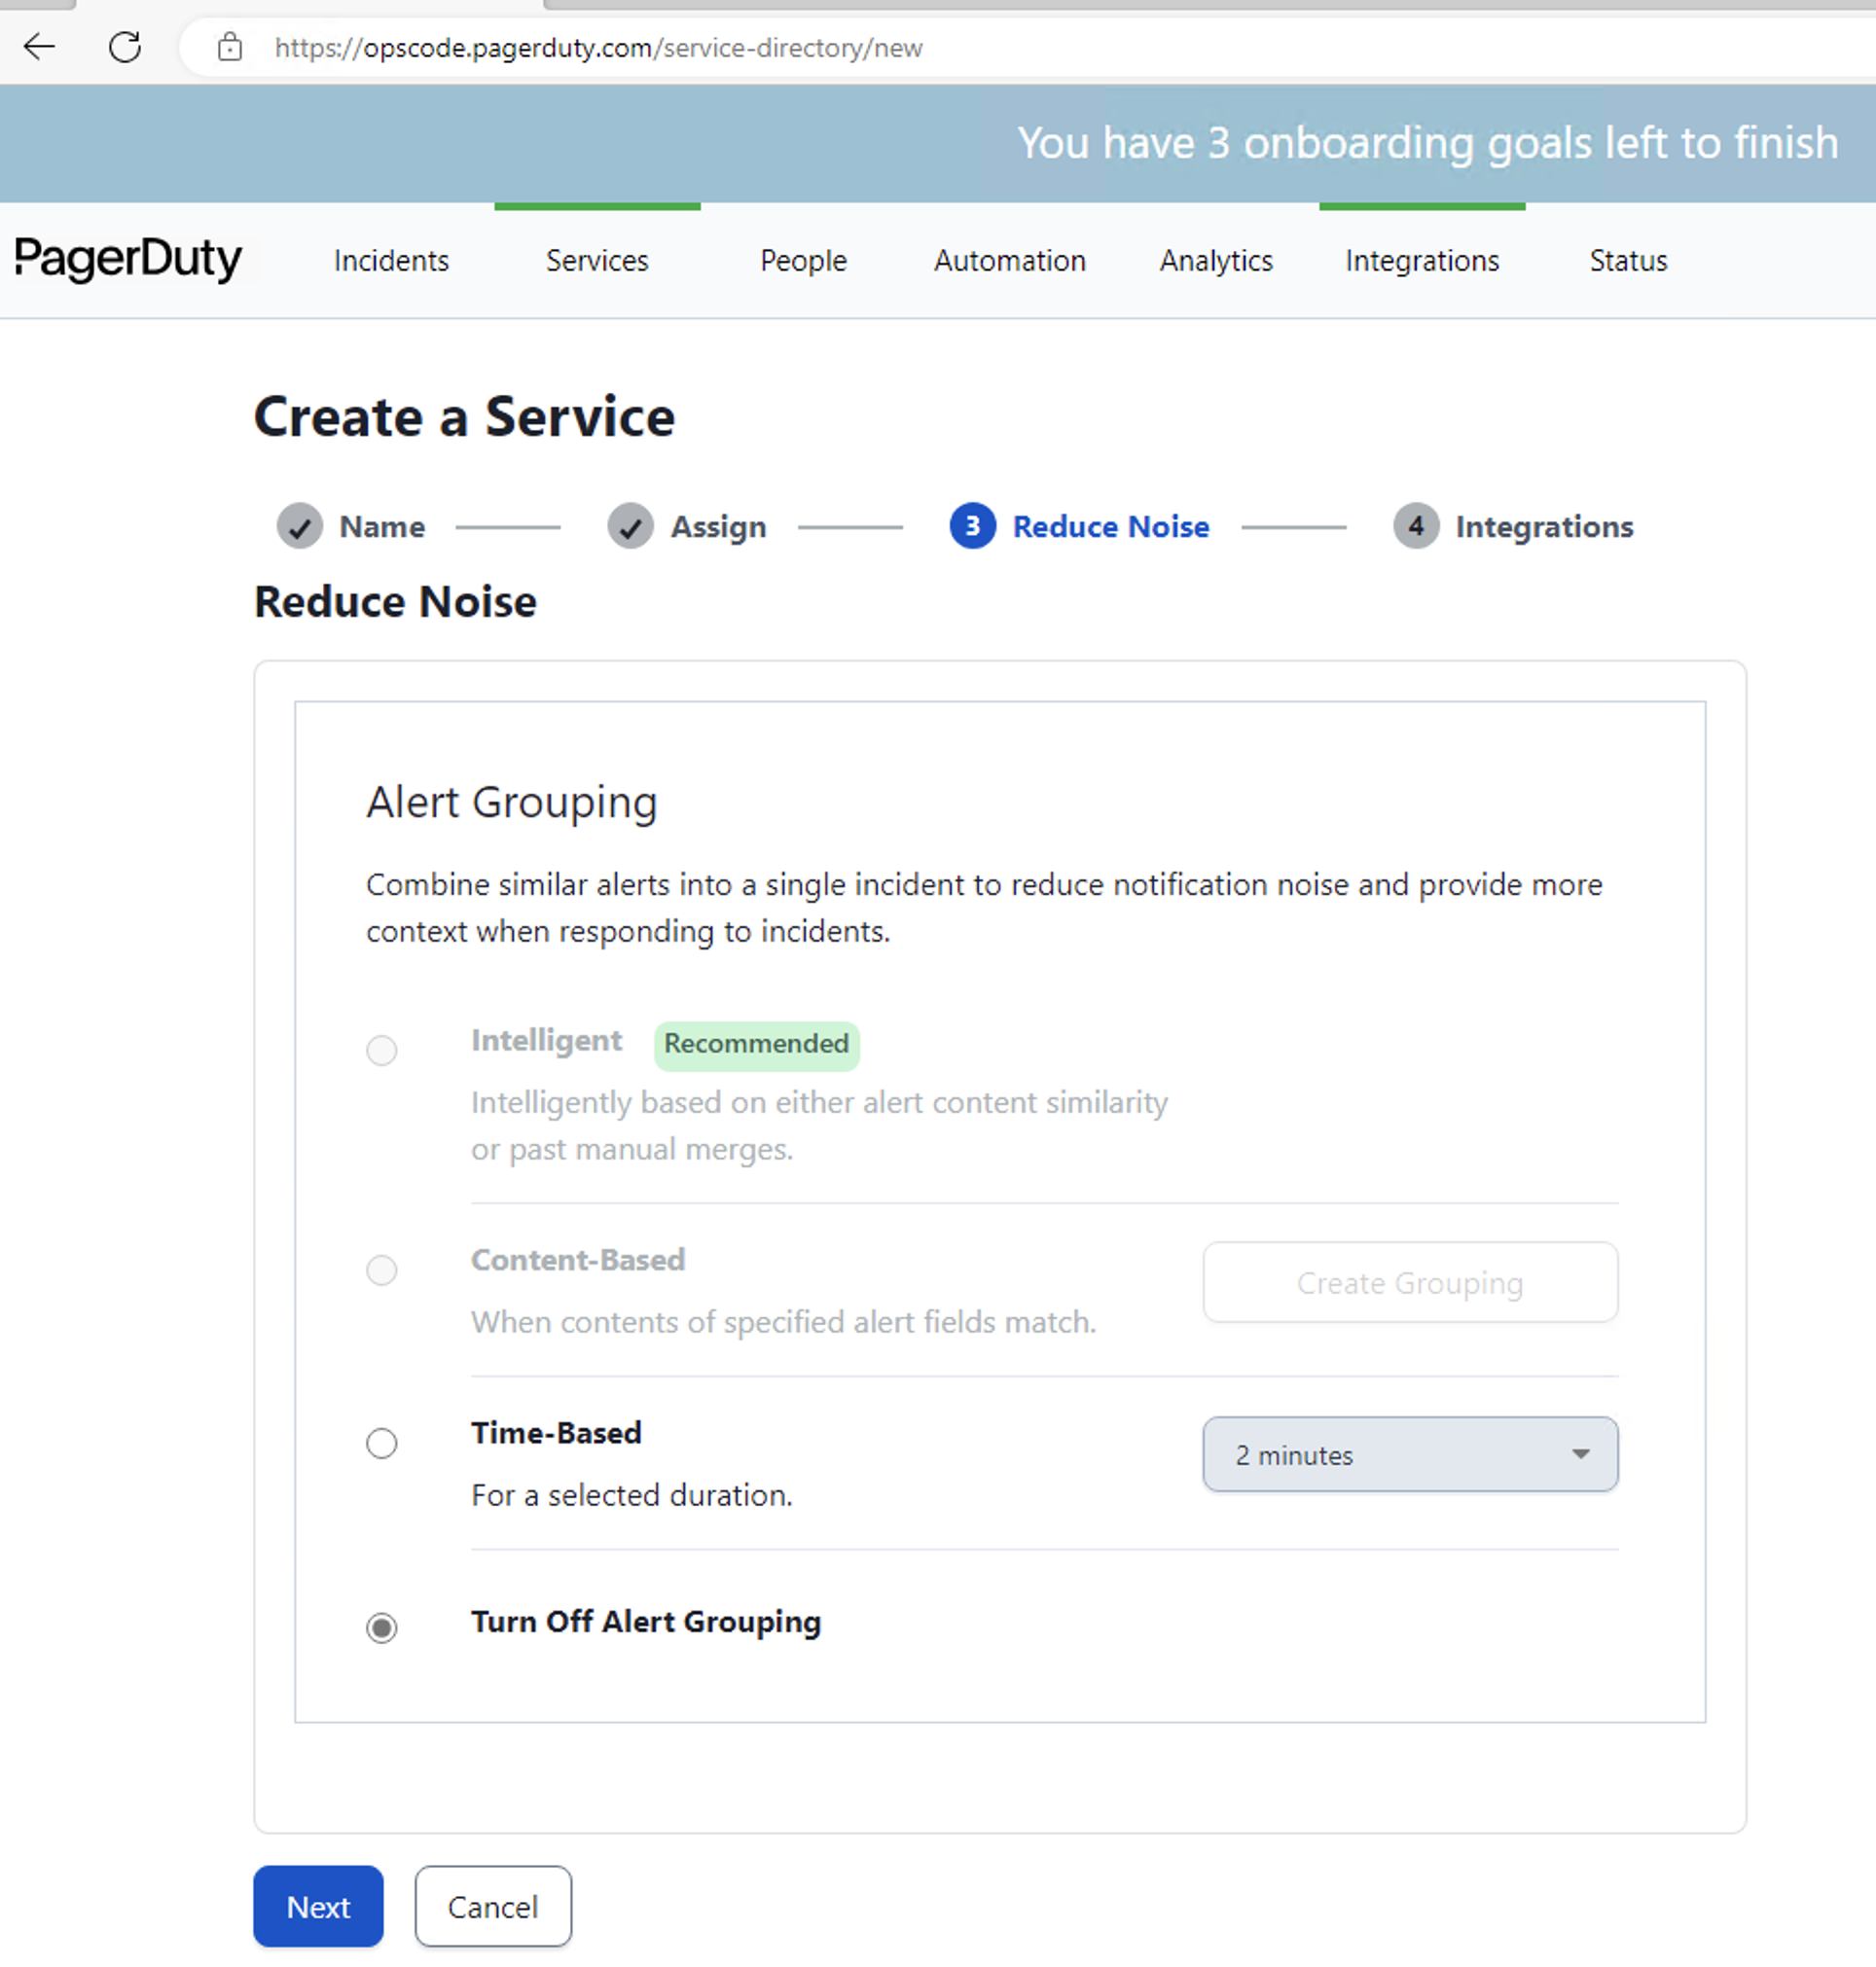 https://opscode.pagerduty.com/service-directory/new
You have 3 onboarding goals left to finish
PagerDuty Incidents Services People Automation Analytics Integrations Status
Create a Service
Name Assign 3 Reduce Noise 4 Integrations
Reduce Noise
Alert Grouping
Combine similar alerts into a single incident to reduce notification noise and provide more
context when responding to incidents.
Intelligent Recommended
Intelligently based on either alert content similarity
or past manual merges.
Content-Based
Create Grouping
When contents of specified alert fields match.
Time-Based
2 minutes
For a selected duration.
Turn Off Alert Grouping
Next Cancel